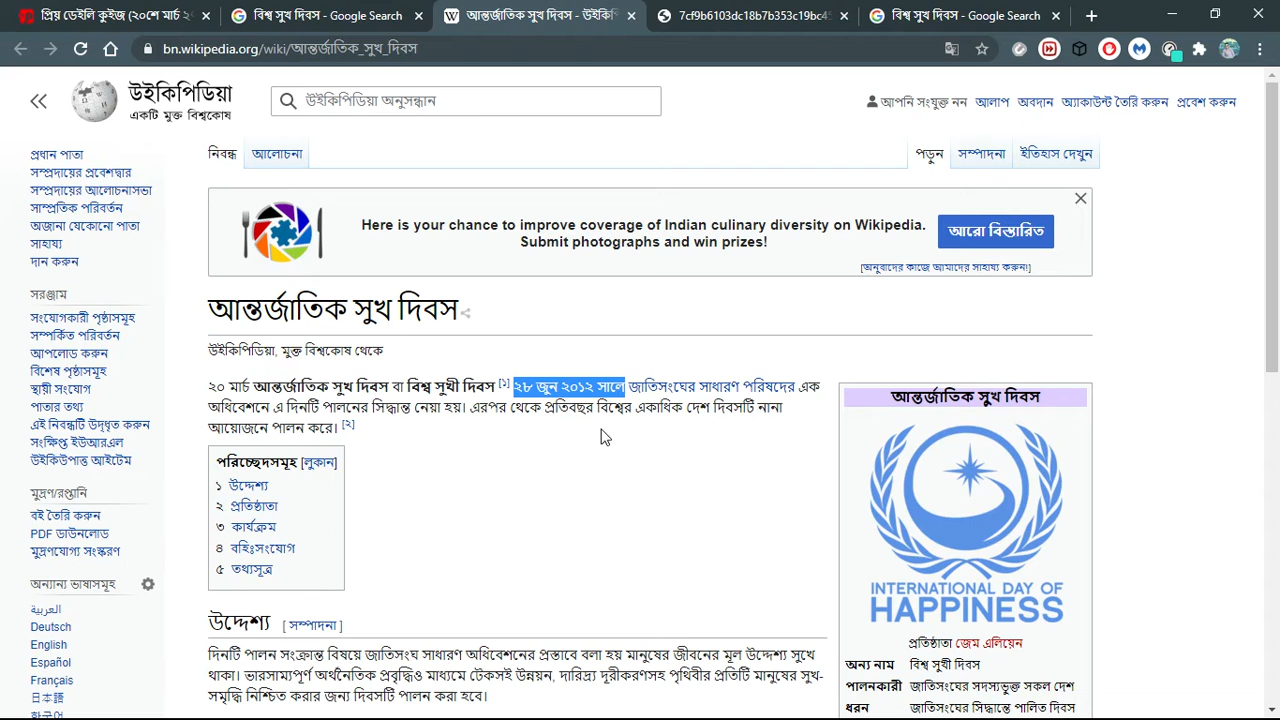 প্রিয় ডেইলি কুইজ (২০শে মার্চ ২
বিশ্ব সুখ দিবস - Google Search
আন্তর্জাতিক সুখ দিবস - উইকি
7cf9b6103dc18b7b353c19bc45
বিশ্ব সুখ দিবস - Google Search
bn.wikipedia.org/wiki/আন্তর্জাতিক_সুখ_দিবস
উইকিপিডিয়া
একটি মুক্ত বিশ্বকোষ
উইকিপিডিয়া অনুসন্ধান
আপনি সংযুক্ত নন আলাপ অবদান অ্যাকাউন্ট তৈরি করুন প্রবেশ করুন
নিবন্ধ আলোচনা পড়ুন সম্পাদনা ইতিহাস দেখুন
প্রধান পাতা
সম্প্রদায়ের প্রবেশদ্বার
সম্প্রদায়ের আলোচনাসভা
সাম্প্রতিক পরিবর্তন
অজানা যেকোনো পাতা
সাহায্য
দান করুন
সরঞ্জাম
সংযোগকারী পৃষ্ঠাসমূহ
সম্পর্কিত পরিবর্তন
আপলোড করুন
বিশেষ পৃষ্ঠাসমূহ
স্থায়ী সংযোগ
পাতার তথ্য
এই নিবন্ধটি উদ্ধৃত করুন
সংক্ষিপ্ত ইউআরএল
উইকিউপাত্ত আইটেম
মুদ্রণ/রপ্তানি
বই তৈরি করুন
PDF ডাউনলোড
মুদ্রণযোগ্য সংস্করণ
অন্যান্য ভাষাসমূহ
العربية
Deutsch
English
Español
Français
日本語
한국어
Here is your chance to improve coverage of Indian culinary diversity on Wikipedia.
Submit photographs and win prizes!
আরো বিস্তারিত
[অনুবাদের কাজে আমাদের সাহায্য করুন!]
আন্তর্জাতিক সুখ দিবস
উইকিপিডিয়া, মুক্ত বিশ্বকোষ থেকে
২০ মার্চ আন্তর্জাতিক সুখ দিবস বা বিশ্ব সুখী দিবস [১] ২৮ জুন ২০১২ সালে জাতিসংঘের সাধারণ পরিষদের এক
অধিবেশনে এ দিনটি পালনের সিদ্ধান্ত নেয়া হয়। এরপর থেকে প্রতিবছর বিশ্বের একাধিক দেশ দিবসটি নানা
আয়োজনে পালন করে। [২]
পরিচ্ছেদসমূহ [লুকান]
১ উদ্দেশ্য
২ প্রতিষ্ঠাতা
৩ কার্যক্রম
৪ বহিঃসংযোগ
৫ তথ্যসূত্র
উদ্দেশ্য [ সম্পাদনা ]
দিনটি পালন সংক্রান্ত বিষয়ে জাতিসংঘ সাধারণ অধিবেশনের প্রস্তাবে বলা হয় মানুষের জীবনের মূল উদ্দেশ্য সুখে
থাকা। ভারসাম্যপূর্ণ অর্থনৈতিক প্রবৃদ্ধিও মাধ্যমে টেকসই উন্নয়ন, দারিদ্র্য দূরীকরণসহ পৃথিবীর প্রতিটি মানুষের সুখ-
সমৃদ্ধি নিশ্চিত করার জন্য দিবসটি পালন করা হবে।
আন্তর্জাতিক সুখ দিবস
INTERNATIONAL DAY OF
HAPPINESS
প্রতিষ্ঠাতা জেম এলিয়েন
অন্য নাম বিশ্ব সুখী দিবস
পালনকারী জাতিসংঘের সদস্যভুক্ত সকল দেশ
ধরন জাতিসংঘের সিদ্ধান্তে পালিত দিবস